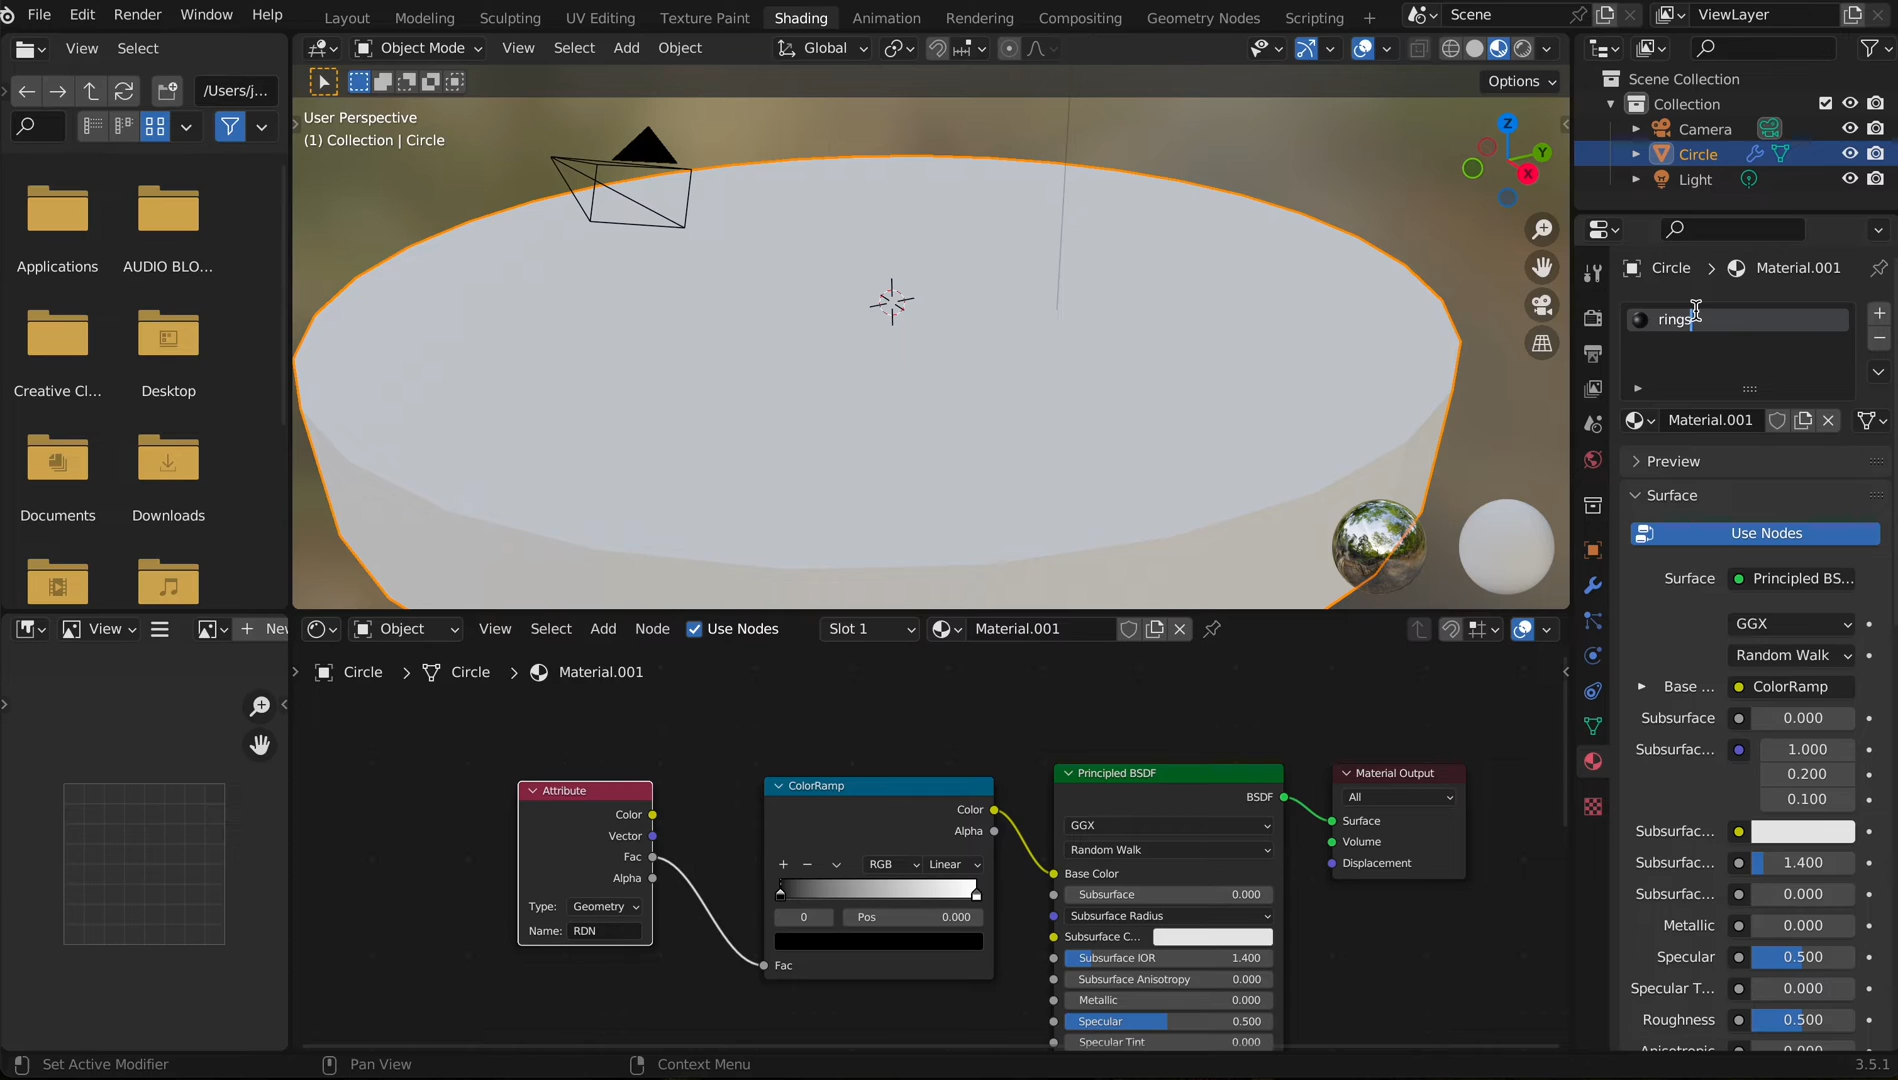 File Edit Render Window Help
Layout Modeling Sculpting UV Editing Texture Paint Shading Animation Rendering Compositing Geometry Nodes Scripting +
Scene
ViewLayer
View Select
Object Mode View Select Add Object
Global
/Users/j...
Options
User Perspective
(1) Collection | Circle
Z
Y
X
Applications
AUDIO BLO...
Creative Cl...
Desktop
Documents
Downloads
Scene Collection
Collection
Camera
Circle
Light
Circle > Material.001
rings
Material.001
Preview
Surface
Use Nodes
Surface Principled BS...
GGX
Random Walk
Base ... ColorRamp
Subsurface 0.000
Subsurfac... 1.000
0.200
0.100
Subsurfac...
Subsurfac... 1.400
Subsurfac... 0.000
Metallic 0.000
Specular 0.500
Specular T... 0.000
Roughness 0.500
View
+ New
Object View Select Add Node Use Nodes Slot 1 Material.001
Circle > Circle > Material.001
Attribute
Color
Vector
Fac
Alpha
Type: Geometry
Name: RDN
ColorRamp
Color
Alpha
RGB Linear
0 Pos 0.000
Fac
Principled BSDF
BSDF
GGX
Random Walk
Base Color
Subsurface 0.000
Subsurface Radius
Subsurface C...
Subsurface IOR 1.400
Subsurface Anisotropy 0.000
Metallic 0.000
Specular 0.500
Specular Tint 0.000
Material Output
All
Surface
Volume
Displacement
Set Active Modifier Pan View Context Menu 3.5.1